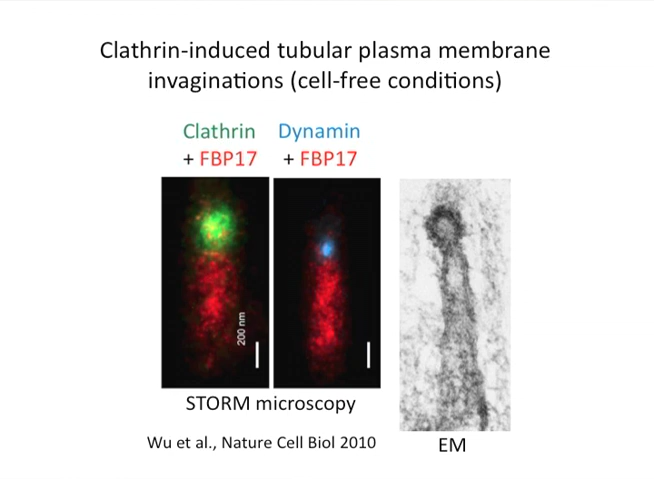 Clathrin-induced tubular plasma membrane
invaginations (cell-free conditions)
Clathrin Dynamin
+ FBP17 + FBP17
200 nm
STORM microscopy
Wu et al., Nature Cell Biol 2010
EM